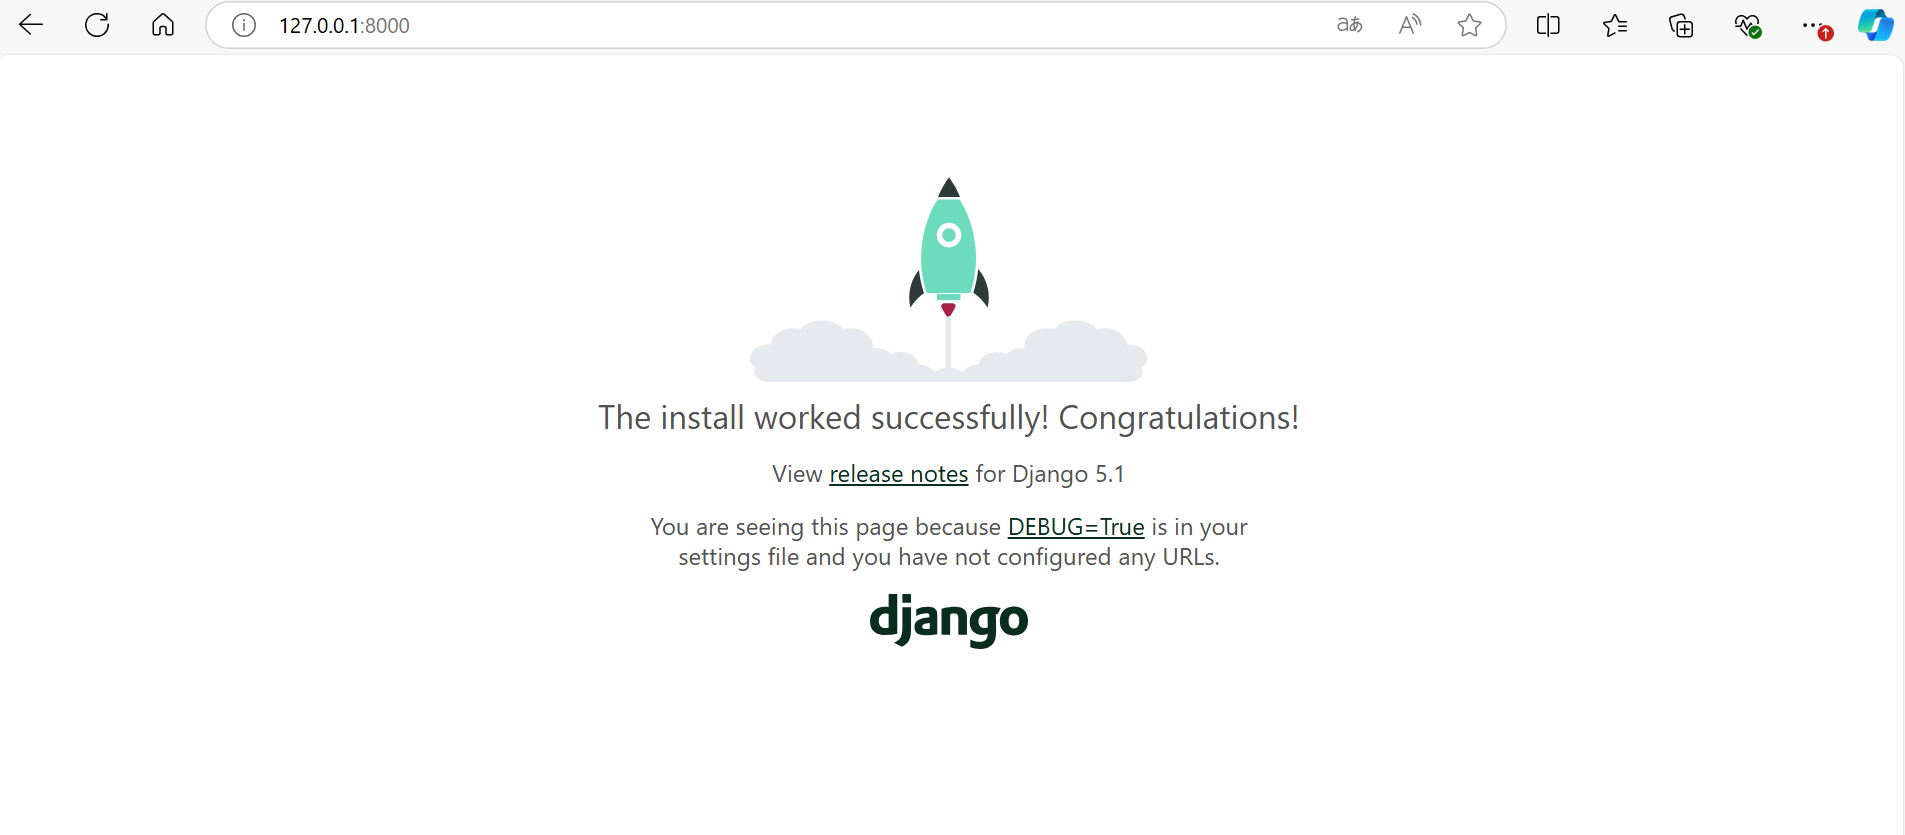 127.0.0.1:8000
aあ
A
The install worked successfully! Congratulations!
View release notes for Django 5.1
You are seeing this page because DEBUG=True is in your
settings file and you have not configured any URLs.
django